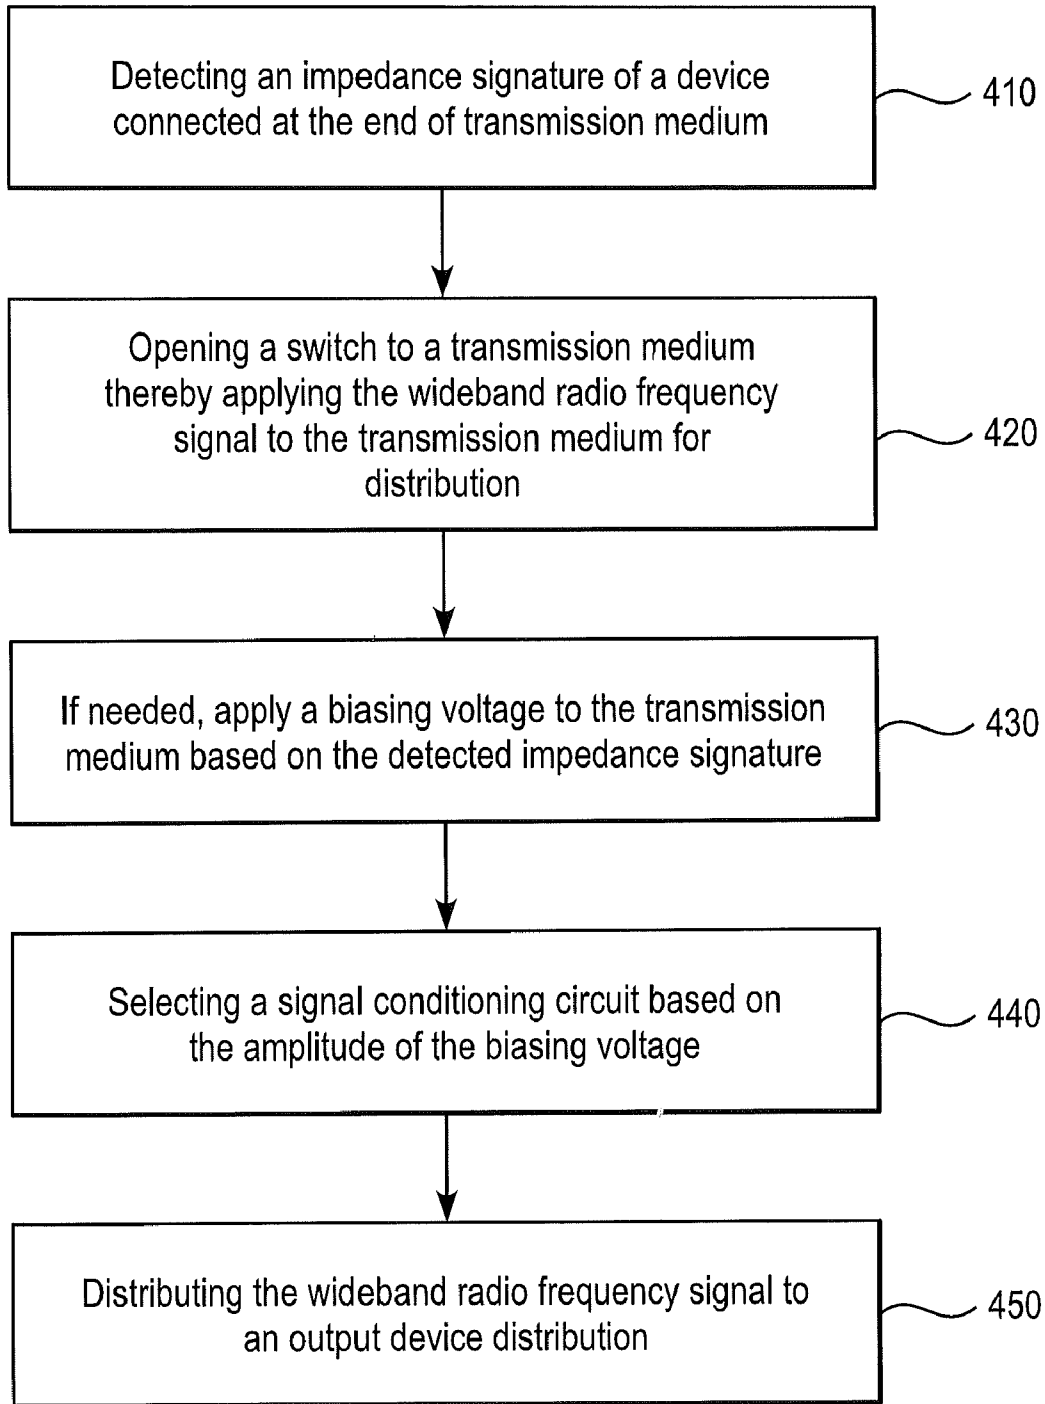 Detecting an impedance signature of a device
connected at the end of transmission medium
410
Opening a switch to a transmission medium
thereby applying the wideband radio frequency
signal to the transmission medium for
distribution
420
If needed, apply a biasing voltage to the transmission
medium based on the detected impedance signature
430
Selecting a signal conditioning circuit based on
the amplitude of the biasing voltage
440
Distributing the wideband radio frequency signal to
an output device distribution
450